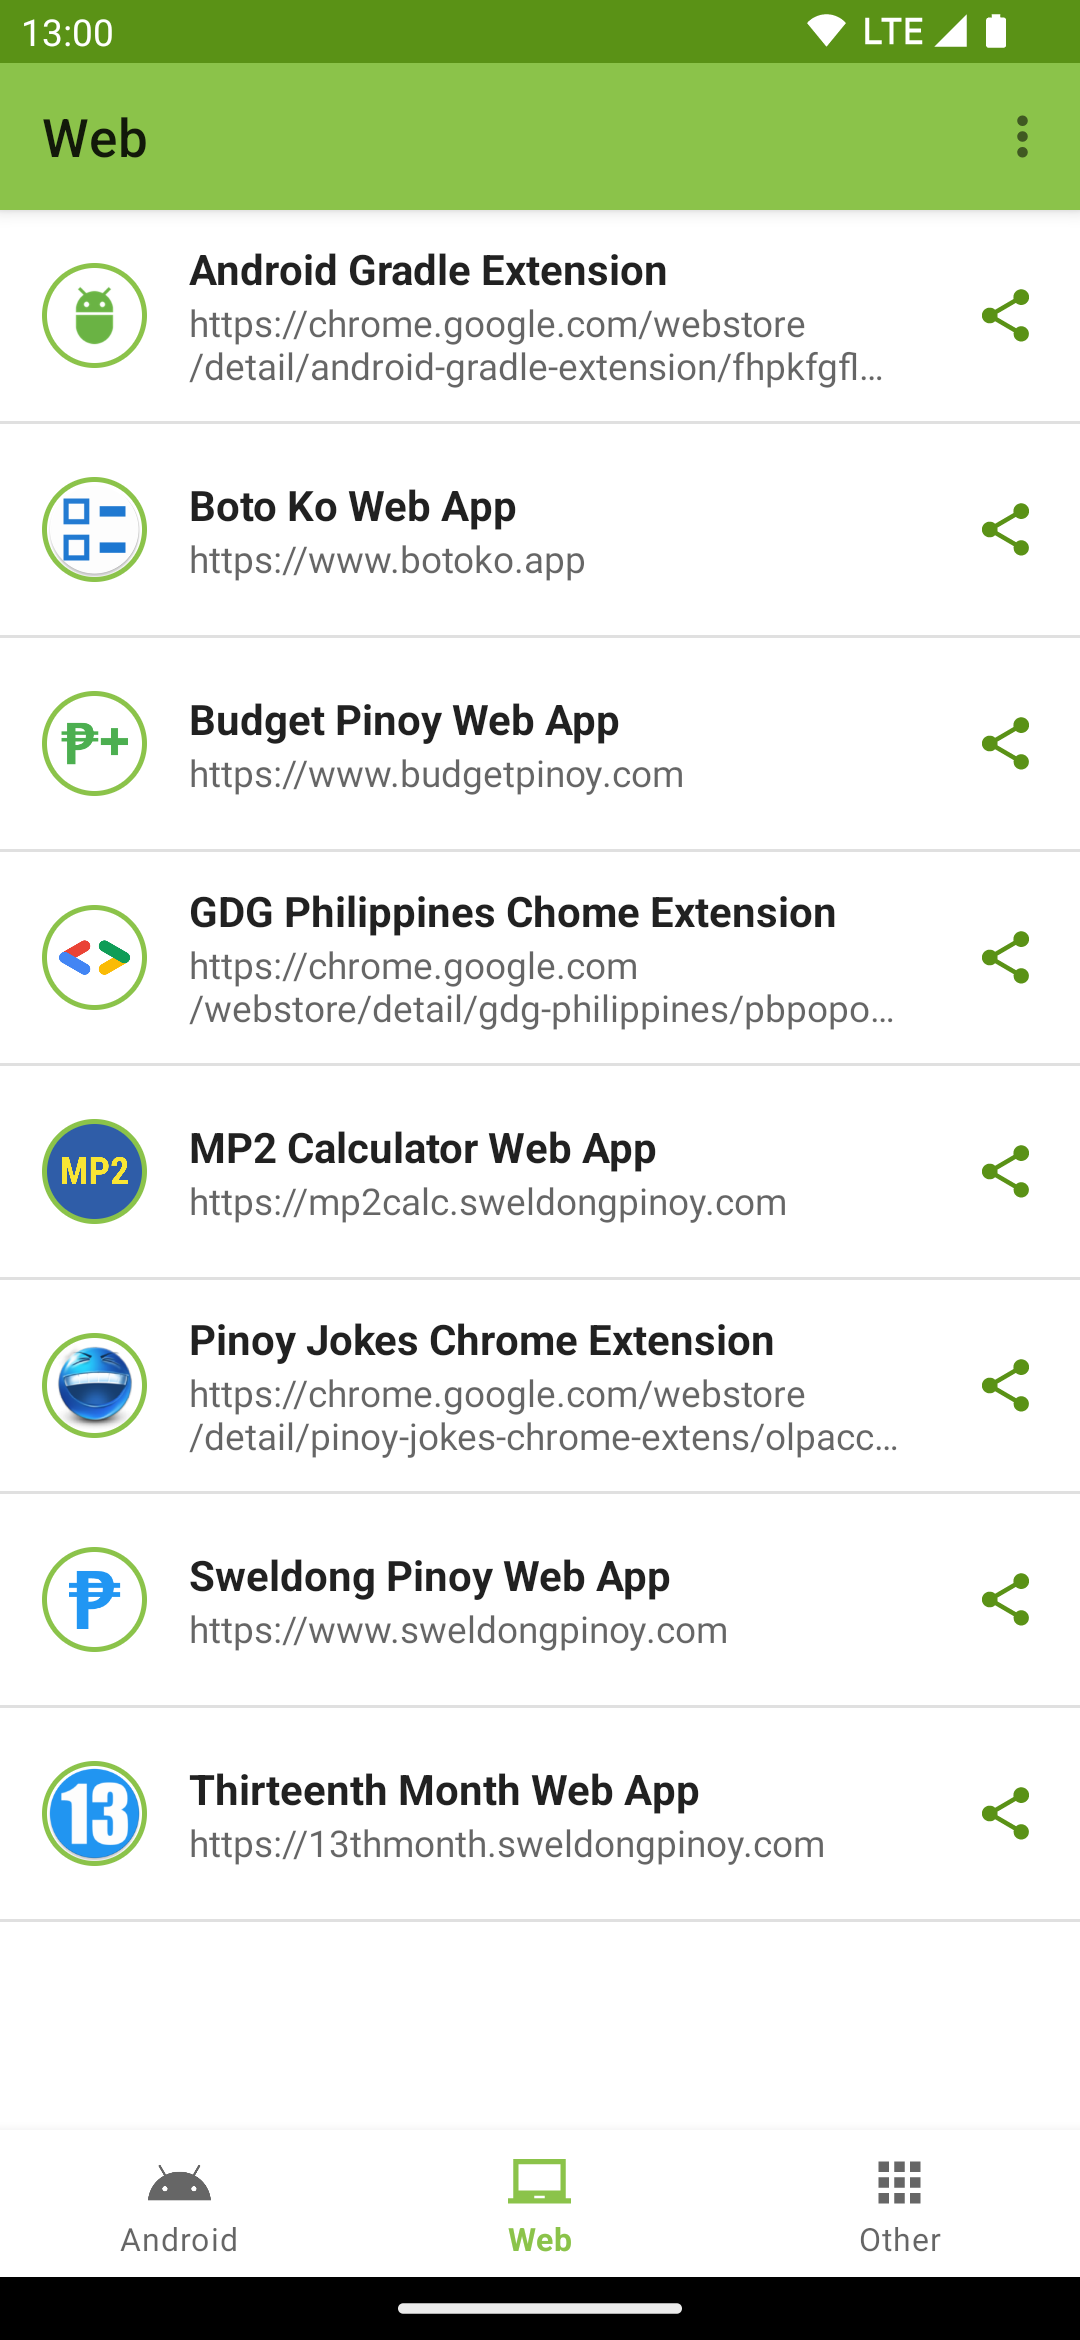 13:00
LTE
Web
Android Gradle Extension
https://chrome.google.com/webstore
/detail/android-gradle-extension/fhpkfgfl...
Boto Ko Web App
https://www.botoko.app
₱+
Budget Pinoy Web App
https://www.budgetpinoy.com
GDG Philippines Chome Extension
https://chrome.google.com
/webstore/detail/gdg-philippines/pbpopo...
MP2
MP2 Calculator Web App
https://mp2calc.sweldongpinoy.com
Pinoy Jokes Chrome Extension
https://chrome.google.com/webstore
/detail/pinoy-jokes-chrome-extens/olpacc...
₱
Sweldong Pinoy Web App
https://www.sweldongpinoy.com
13
Thirteenth Month Web App
https://13thmonth.sweldongpinoy.com
Android
Web
Other